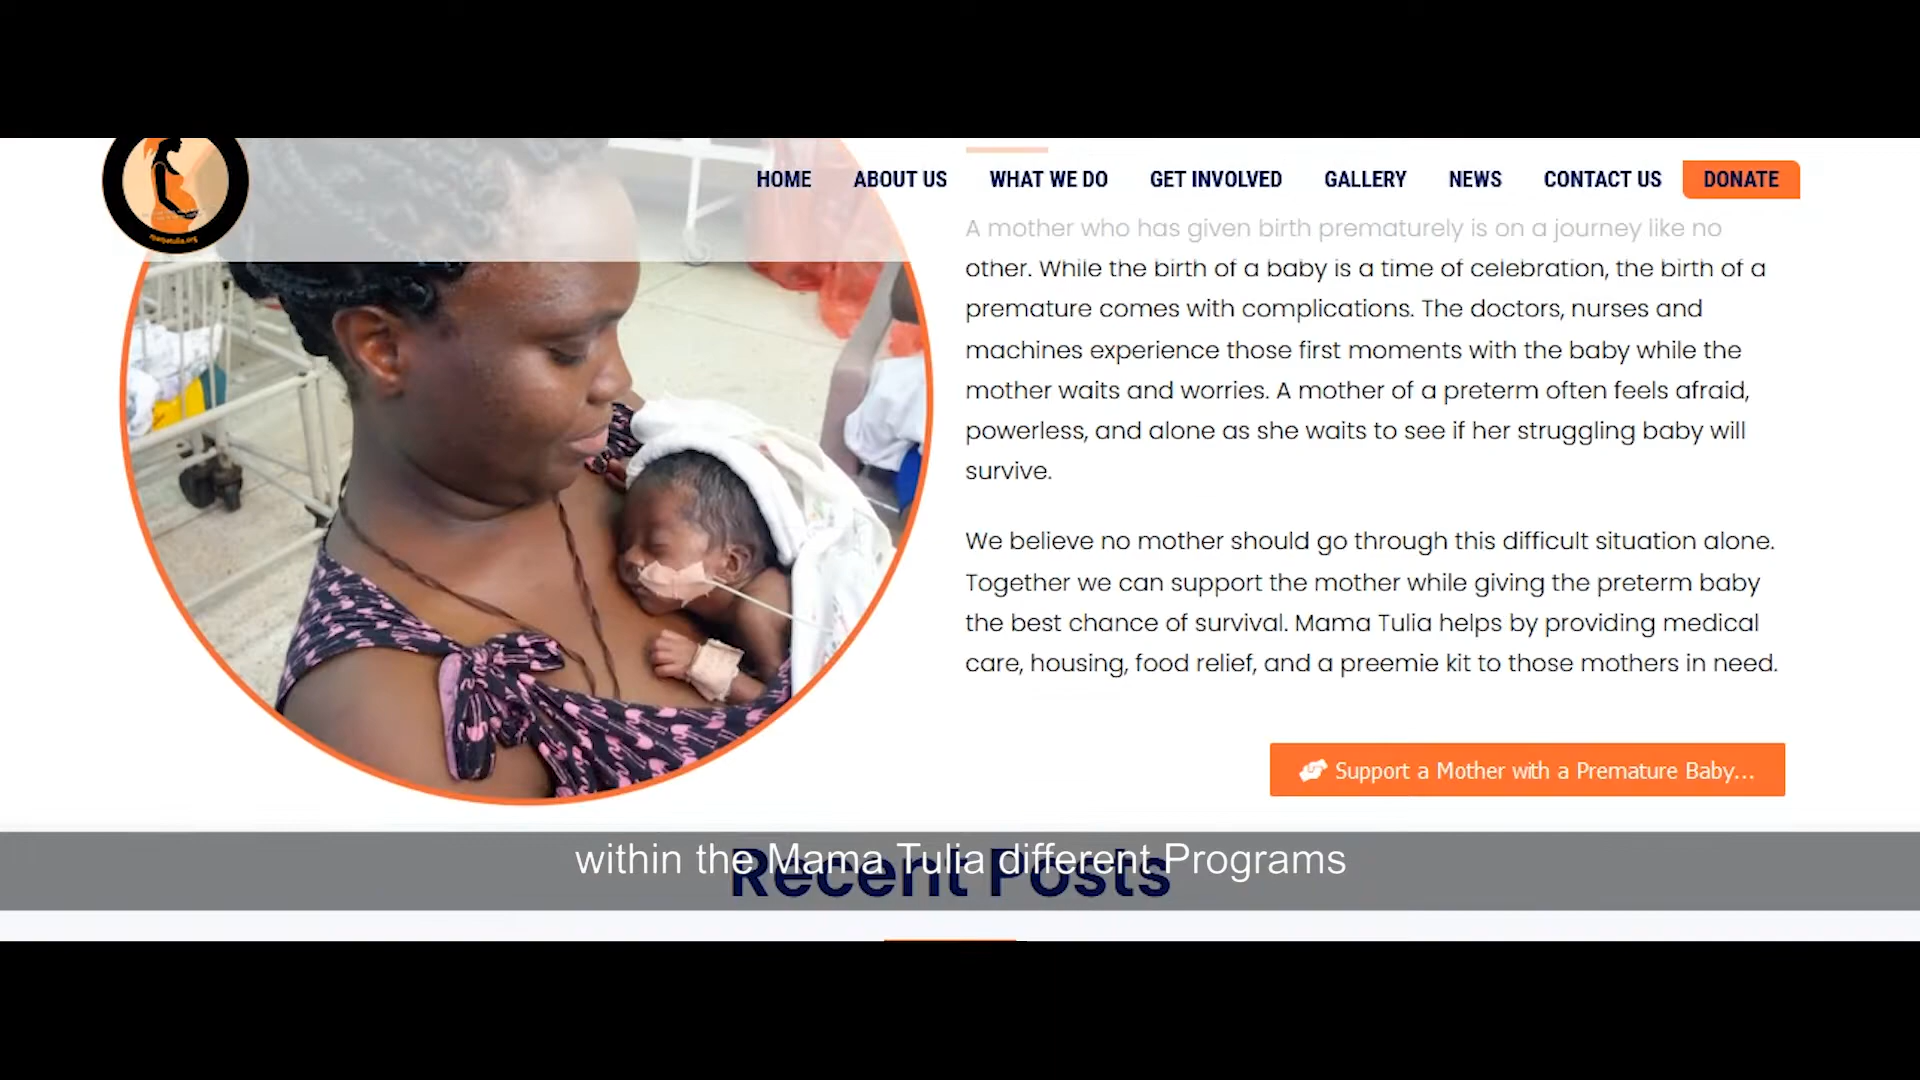 HOME ABOUT US WHAT WE DO GET INVOLVED GALLERY NEWS CONTACT US DONATE
mamatulia.org
A mother who has given birth prematurely is on a journey like no
other. While the birth of a baby is a time of celebration, the birth of a
premature comes with complications. The doctors, nurses and
machines experience those first moments with the baby while the
mother waits and worries. A mother of a preterm often feels afraid,
powerless, and alone as she waits to see if her struggling baby will
survive.
We believe no mother should go through this difficult situation alone.
Together we can support the mother while giving the preterm baby
the best chance of survival. Mama Tulia helps by providing medical
care, housing, food relief, and a preemie kit to those mothers in need.
Support a Mother with a Premature Baby...
within the Mama Tulia different Programs
Recent Posts